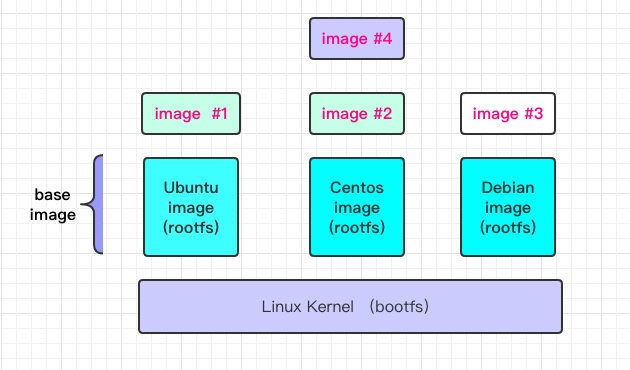 image #4
image #1
image #2
image #3
base
image
Ubuntu
image
(rootfs)
Centos
image
(rootfs)
Debian
image
(rootfs)
Linux Kernel （bootfs）